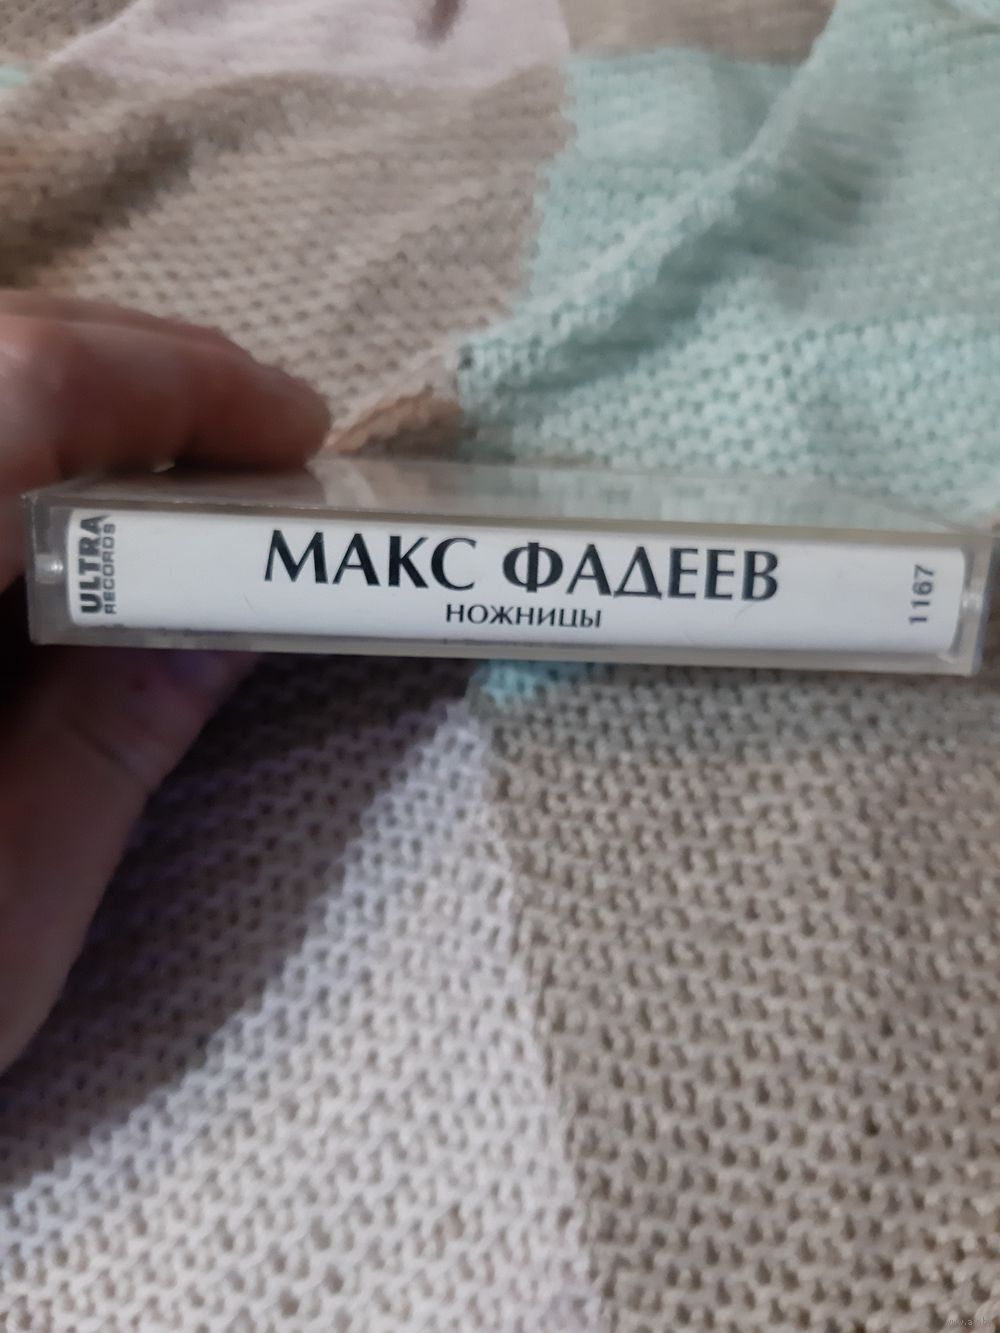 ULTRA
RECORDS
МАКС ФАДЕЕВ
НОЖНИЦЫ
1167